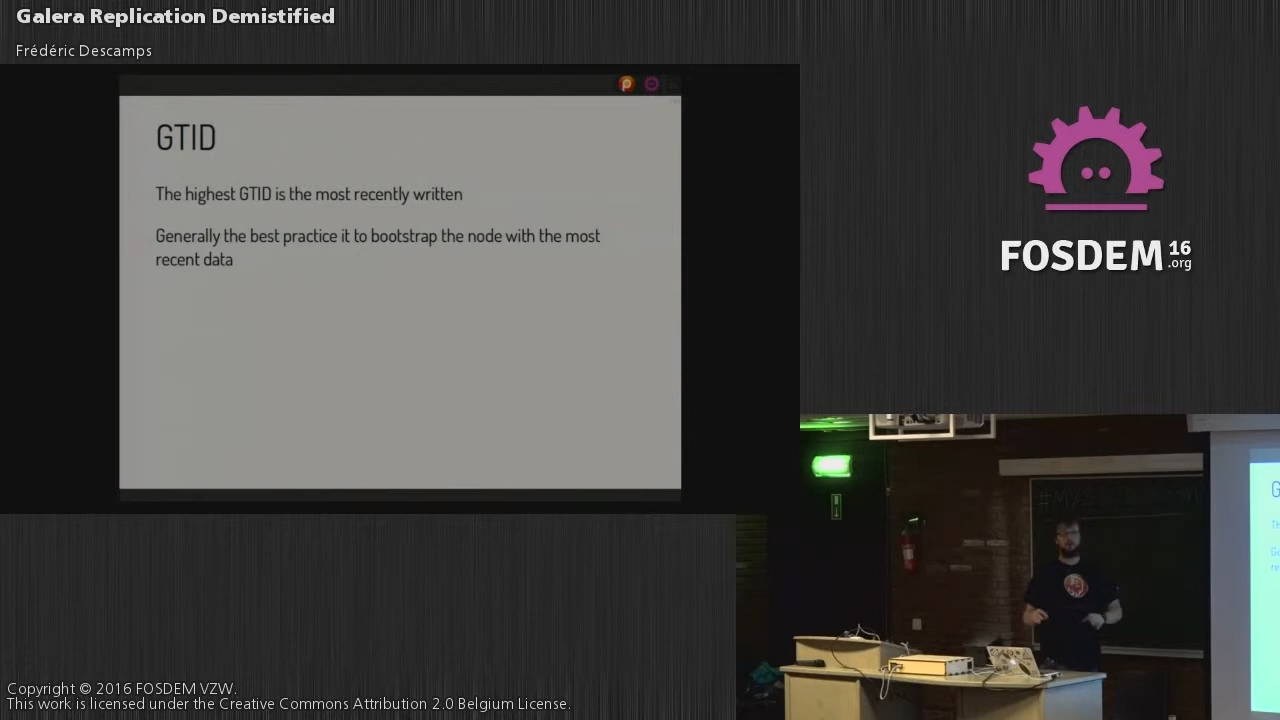 Galera Replication Demistified
Frédéric Descamps
GTID
The highest GTID is the most recently written
Generally the best practice it to bootstrap the node with the most
recent data
FOSDEM 16
.org
Copyright © 2016 FOSDEM VZW.
This work is licensed under the Creative Commons Attribution 2.0 Belgium License.